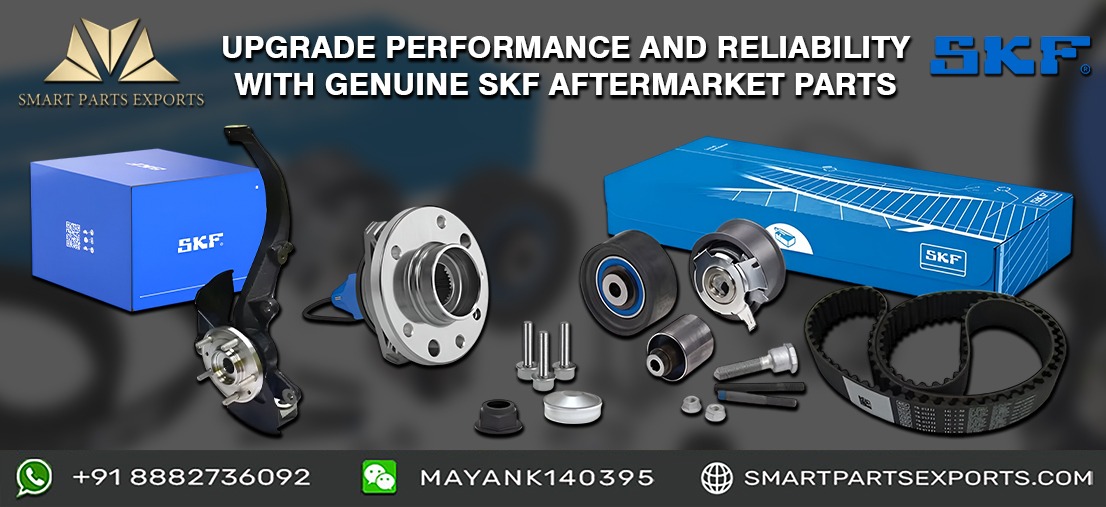 SMART PARTS EXPORTS
UPGRADE PERFORMANCE AND RELIABILITY
WITH GENUINE SKF AFTERMARKET PARTS
SKF®
SKF
SKF
SKF
SKF
+91 8882736092
MAYANK140395
SMARTPARTSEXPORTS.COM